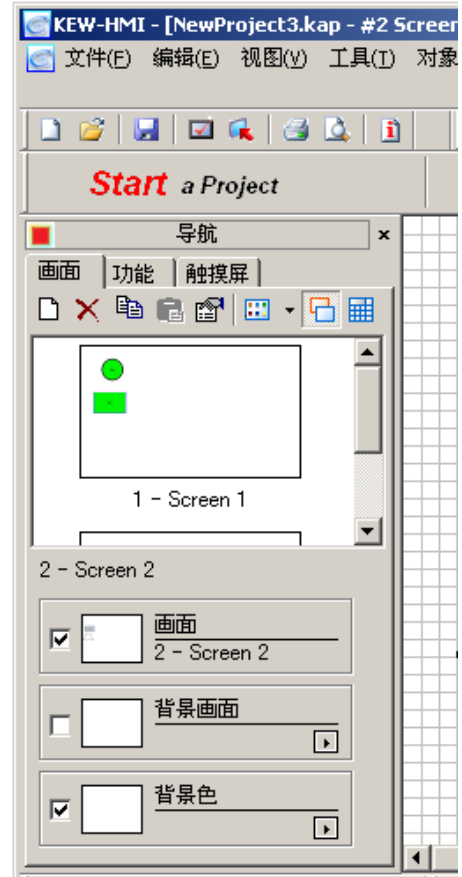 KEW-HMI - [NewProject3.kap - #2 Screen
文件(F) 编辑(E) 视图(V) 工具(T) 对象
Start a Project
导航
画面 功能 触摸屏
1 - Screen 1
2 - Screen 2
画面
2 - Screen 2
背景画面
背景色